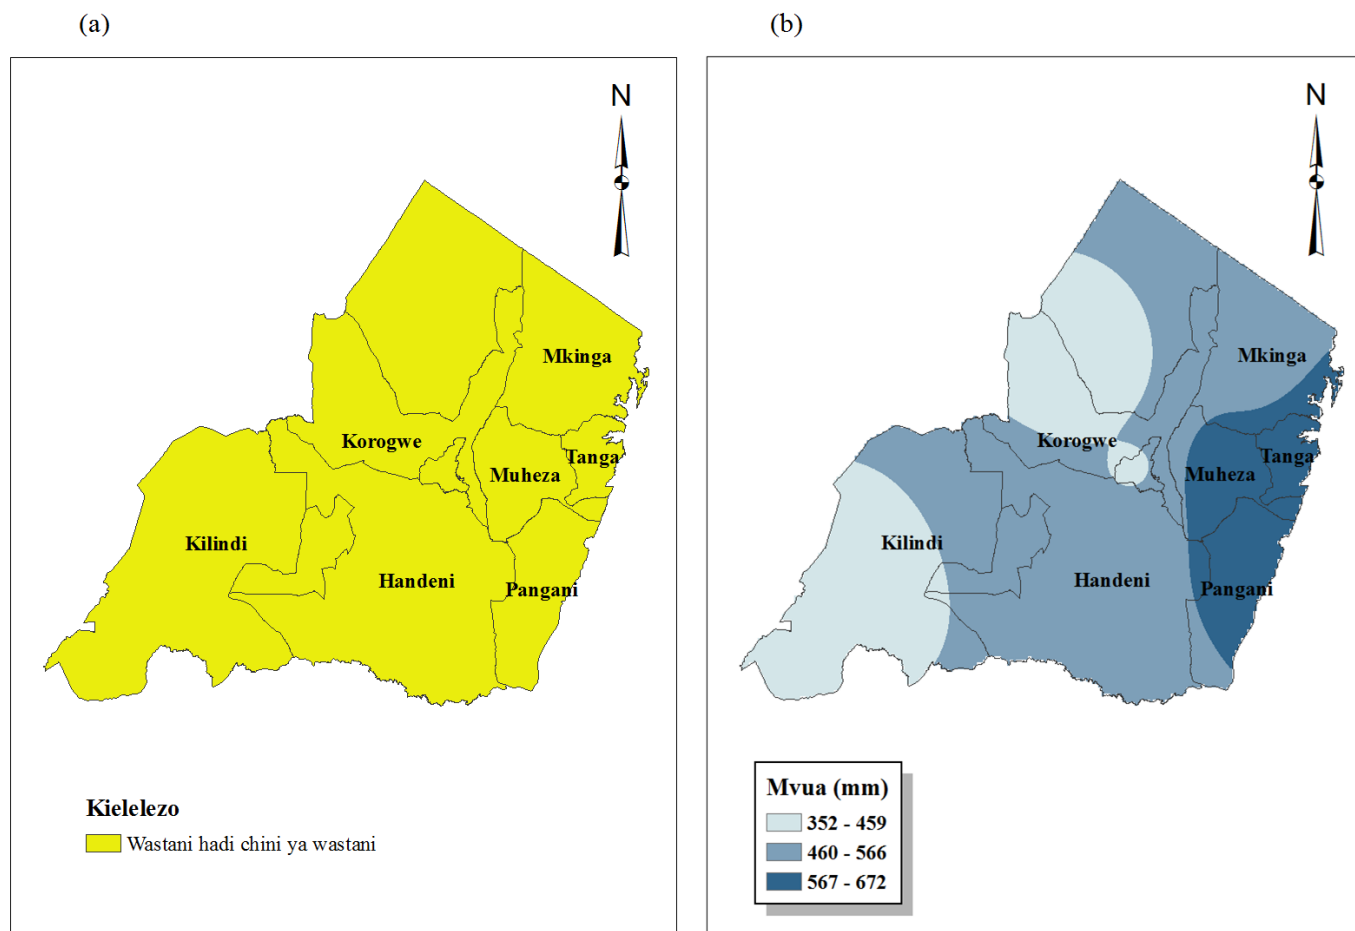 (a)
N
Mkinga
Korogwe
Tanga
Muheza
Kilindi
Handeni
Pangani
Kielelezo
Wastani hadi chini ya wastani
(b)
N
Mkinga
Korogwe
Tanga
Muheza
Kilindi
Handeni
Pangani
Mvua (mm)
352 - 459
460 - 566
567 - 672